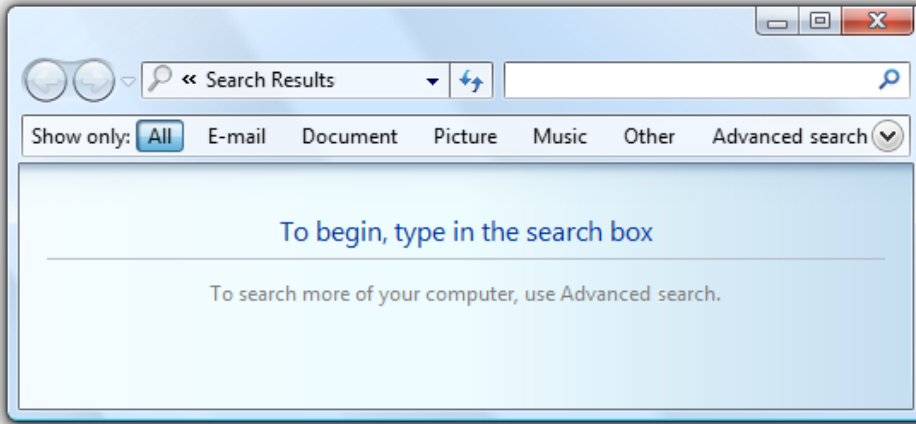 « Search Results
Show only: All E-mail Document Picture Music Other Advanced search
To begin, type in the search box
To search more of your computer, use Advanced search.